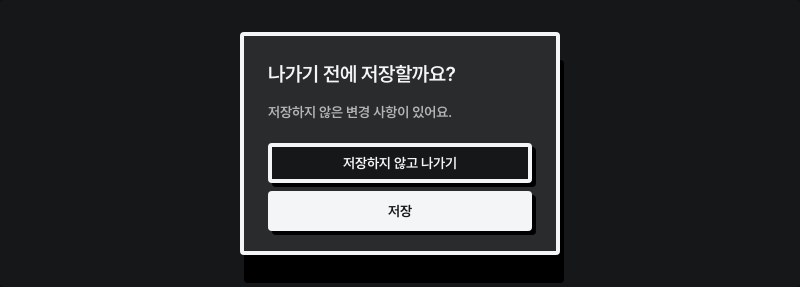 나가기 전에 저장할까요?
저장하지 않은 변경 사항이 있어요.
저장하지 않고 나가기
저장